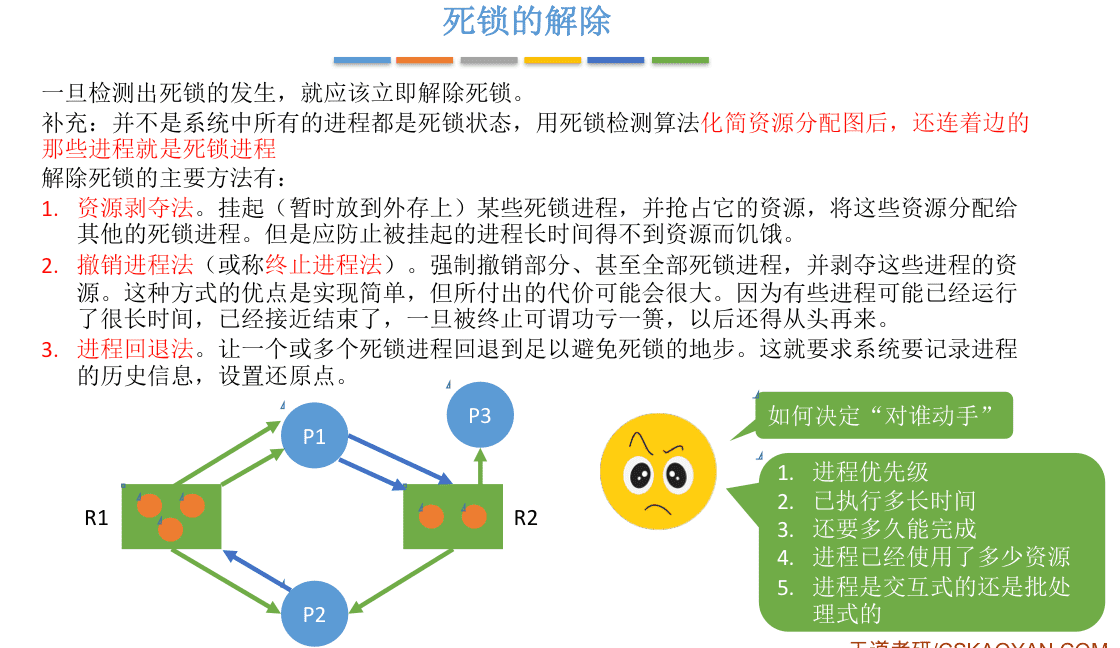 死锁的解除
一旦检测出死锁的发生，就应该立即解除死锁。
补充：并不是系统中所有的进程都是死锁状态，用死锁检测算法化简资源分配图后，还连着边的
那些进程就是死锁进程
解除死锁的主要方法有：
1. 资源剥夺法。挂起（暂时放到外存上）某些死锁进程，并抢占它的资源，将这些资源分配给
其他的死锁进程。但是应防止被挂起的进程长时间得不到资源而饥饿。
2. 撤销进程法（或称终止进程法）。强制撤销部分、甚至全部死锁进程，并剥夺这些进程的资
源。这种方式的优点是实现简单，但所付出的代价可能会很大。因为有些进程可能已经运行
了很长时间，已经接近结束了，一旦被终止可谓功亏一篑，以后还得从头再来。
3. 进程回退法。让一个或多个死锁进程回退到足以避免死锁的地步。这就要求系统要记录进程
的历史信息，设置还原点。
P1
P3
R1
R2
P2
如何决定“对谁动手”
1. 进程优先级
2. 已执行多长时间
3. 还要多久能完成
4. 进程已经使用了多少资源
5. 进程是交互式的还是批处
理式的
王道考研/CSKAOYAN.COM